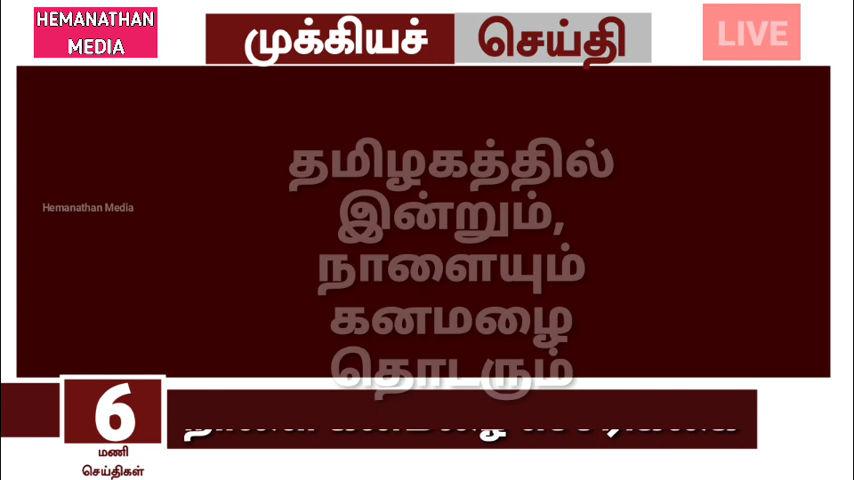 HEMANATHAN
MEDIA
முக்கியச் செய்தி
LIVE
தமிழகத்தில்
இன்றும்,
Hemanathan Media
நாளையும்
கனமழை
தொடரும்
6
மணி
செய்திகள்